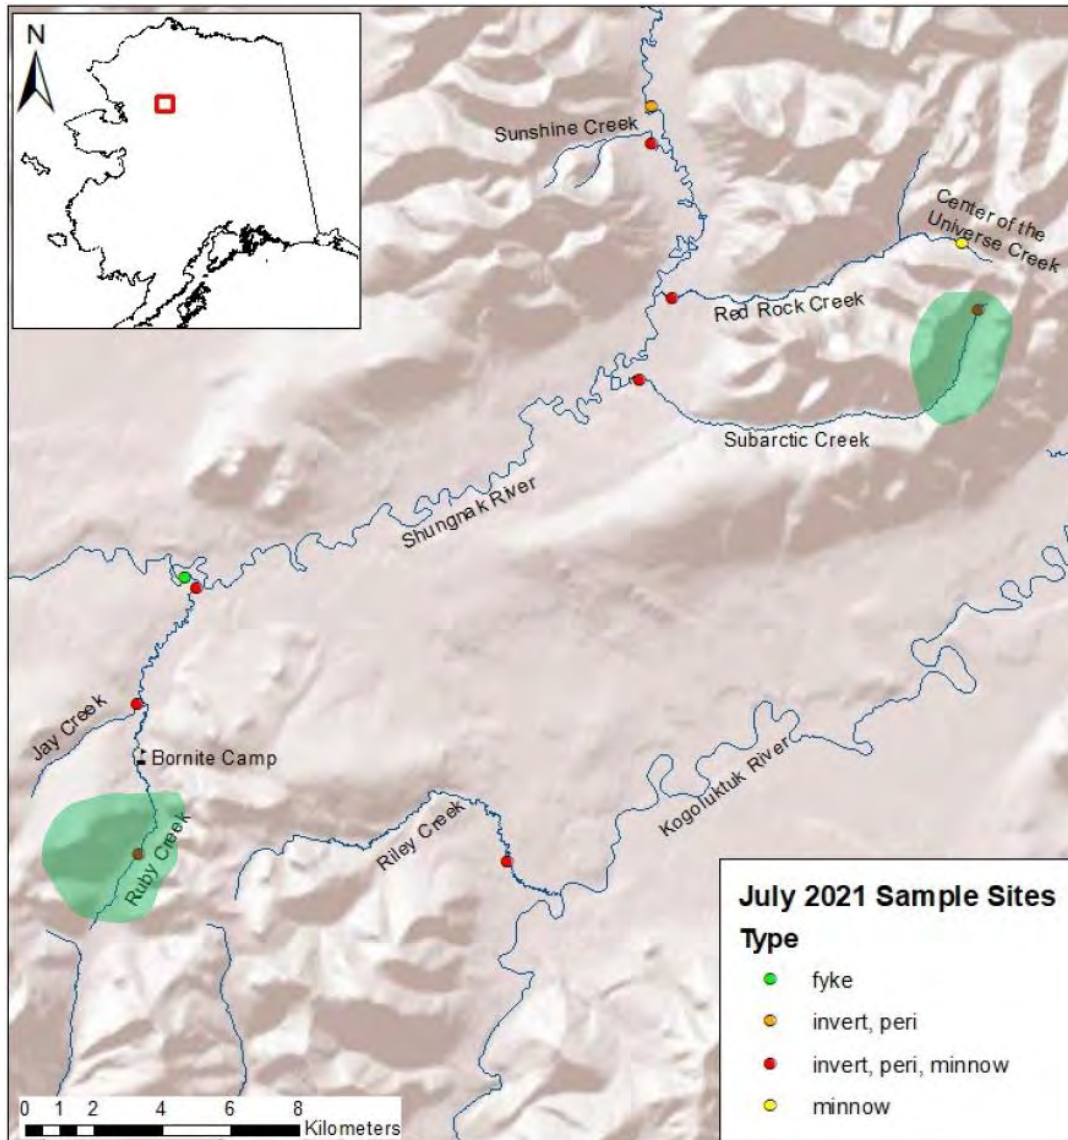 N
Sunshine Creek
Center of the
Universe Creek
Red Rock Creek
Subarctic Creek
Shungnak River
Jay Creek
Bornite Camp
Ruby Creek
Riley Creek
Kogoluktuk River
July 2021 Sample Sites
Type
fyke
invert, peri
invert, peri, minnow
minnow
0 1 2 4 6 8
Kilometers